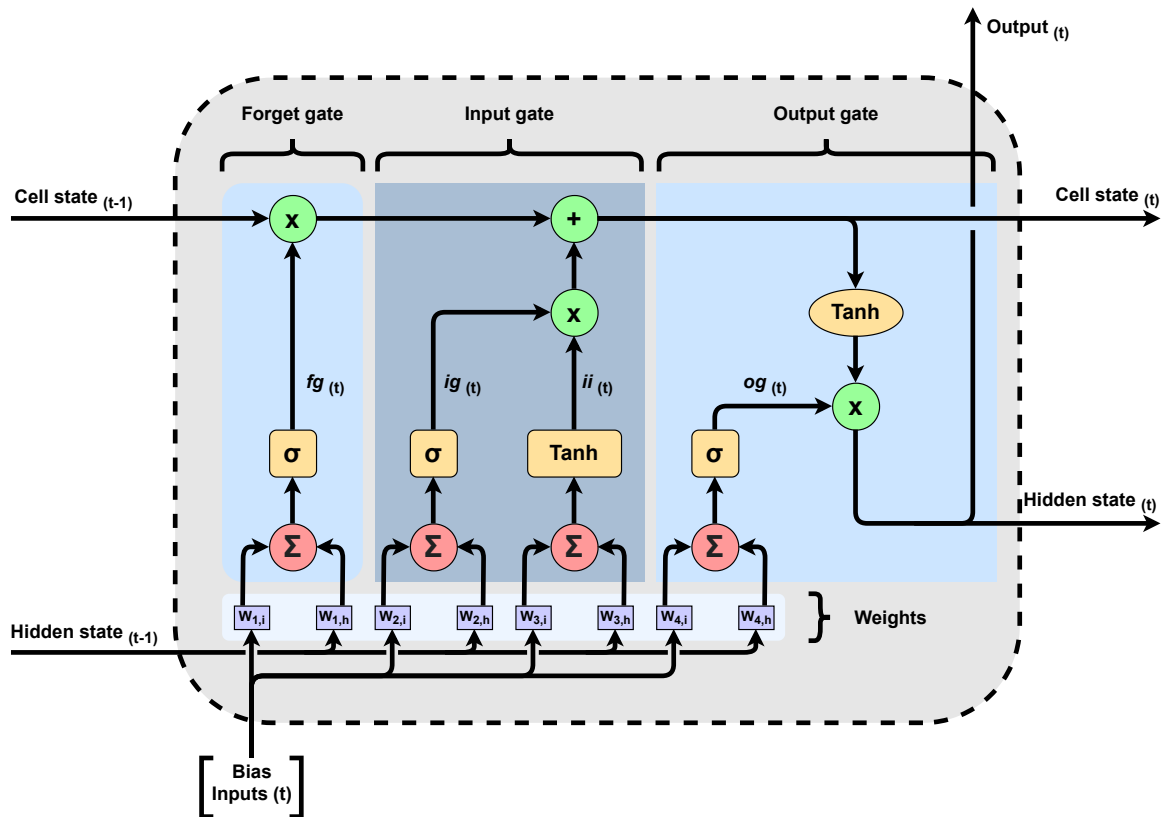 Output (t)
Forget gate
Input gate
Output gate
Cell state (t-1)
x
+
Cell state (t)
x
Tanh
fg (t)
ig (t)
ii (t)
og (t)
x
σ
σ
Tanh
σ
Hidden state (t)
Σ
Σ
Σ
Σ
W1,i
W1,h
W2,i
W2,h
W3,i
W3,h
W4,i
W4,h
Weights
Hidden state (t-1)
Bias
Inputs (t)